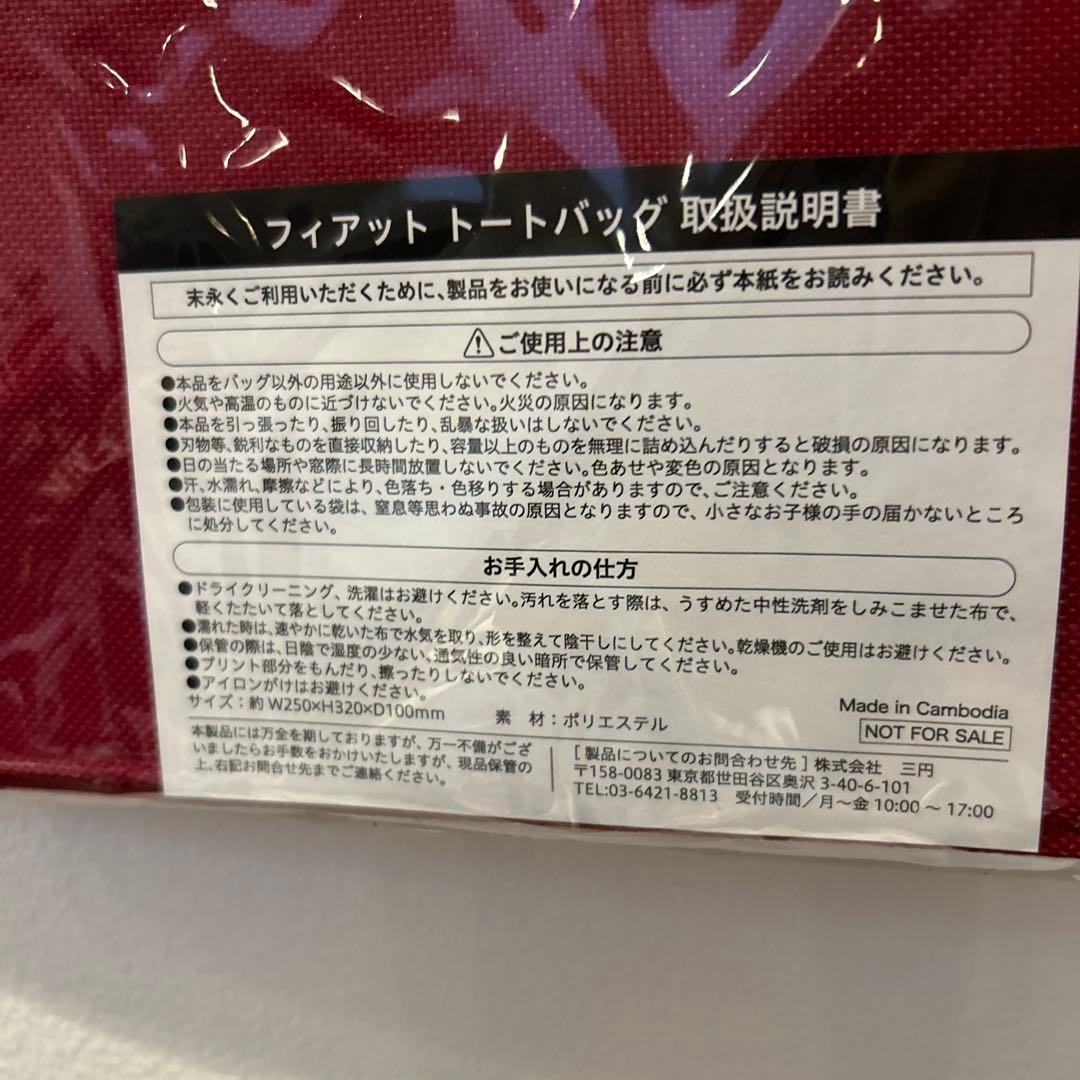 フィアット トートバッグ 取扱説明書
末永くご利用いただくために、製品をお使いになる前に必ず本紙をお読みください。
⚠ご使用上の注意
●本品をバッグ以外の用途以外に使用しないでください。
●火気や高温のものに近づけないでください。火災の原因になります。
●本品を引っ張ったり、振り回したり、乱暴な扱いはしないでください。
●刃物等、鋭利なものを直接収納したり、容量以上のものを無理に詰め込んだりすると破損の原因になります。
●日の当たる場所や窓際に長時間放置しないでください。色あせや変色の原因となります。
●汗、水濡れ、摩擦などにより、色落ち・色移りする場合がありますので、ご注意ください。
●包装に使用している袋は、窒息等思わぬ事故の原因となりますので、小さなお子様の手の届かないところ
に処分してください。
お手入れの仕方
●ドライクリーニング、洗濯はお避けください。汚れを落とす際は、うすめた中性洗剤をしみこませた布で、
軽くたたいて落としてください。
●濡れた時は、速やかに乾いた布で水気を取り、形を整えて陰干しにしてください。乾燥機のご使用はお避けください。
●保管の際は、日陰で湿度の少ない、通気性の良い暗所で保管してください。
●プリント部分をもんだり、擦ったりしないでください。
●アイロンがけはお避けください。
サイズ：約 W250×H320×D100mm 素 材：ポリエステル
Made in Cambodia
NOT FOR SALE
本製品には万全を期しておりますが、万一不備がござ
いましたらお手数をおかけいたしますが、現品保管の
上、右記お問合せ先までご連絡ください。
[ 製品についてのお問合わせ先 ] 株式会社 三円
〒158-0083 東京都世田谷区奥沢 3-40-6-101
TEL:03-6421-8813 受付時間／月〜金 10:00 〜 17:00